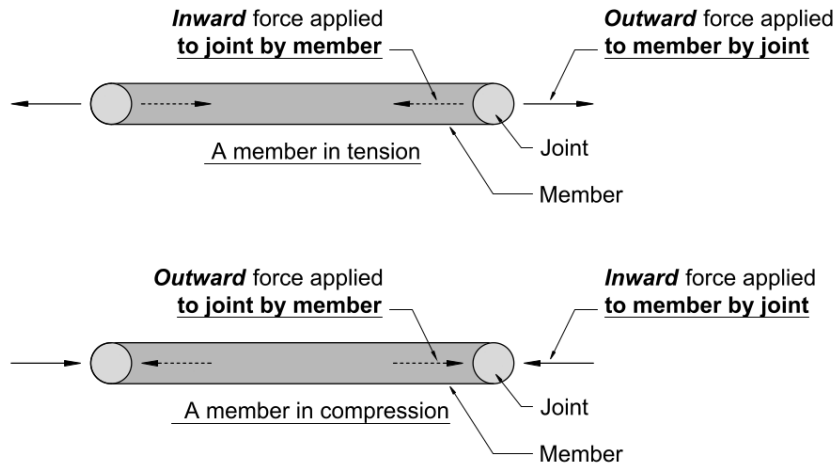 Inward force applied
to joint by member
Outward force applied
to member by joint
A member in tension
Joint
Member
Outward force applied
to joint by member
Inward force applied
to member by joint
A member in compression
Joint
Member